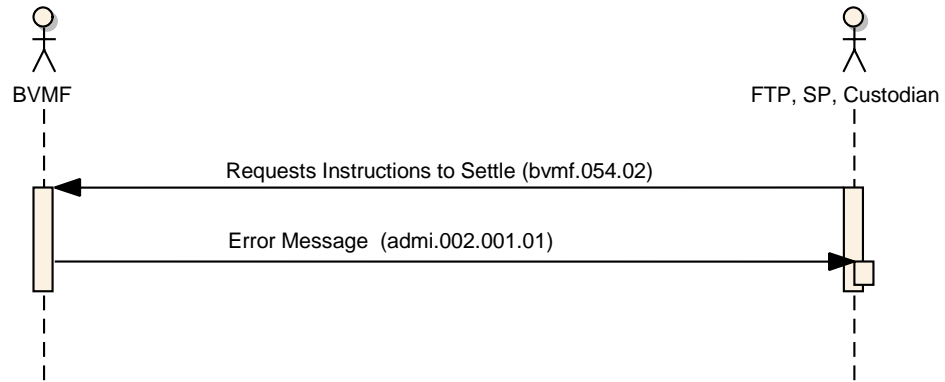 BVMF
FTP, SP, Custodian
Requests Instructions to Settle (bvmf.054.02)
Error Message  (admi.002.001.01)